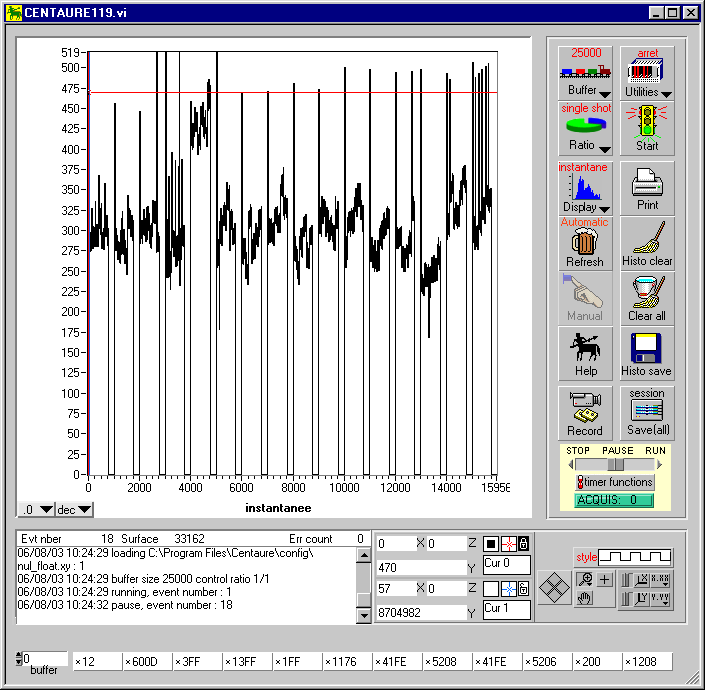 CENTAURE119.vi
519
500
475
450
425
400
375
350
325
300
275
250
225
200
175
150
125
100
75
50
25
0
0 2000 4000 6000 8000 10000 12000 14000 1595E
instantanee
.0 dec
25000
Buffer
arret
Utilities
single shot
Ratio
Start
instantane
Display
Print
Automatic
Refresh
Histo clear
Manual
Clear all
Help
Histo save
Record
session
Save(all)
STOP PAUSE RUN
timer functions
ACQUIS: 0
Evt nber 18 Surface 33162 Err count 0
06/08/03 10:24:29 loading C:\Program Files\Centaure\config\
nul_float.xy : 1
06/08/03 10:24:29 buffer size 25000 control ratio 1/1
06/08/03 10:24:29 running, event number : 1
06/08/03 10:24:32 pause, event number : 18
0 X 0 Z
470 Y Cur 0
57 X 0 Z
8704982 Y Cur 1
style
X X.XX
Y Y.YY
0
buffer
×12 ×600D ×3FF ×13FF ×1FF ×1176 ×41FE ×5208 ×41FE ×5206 ×200 ×1208